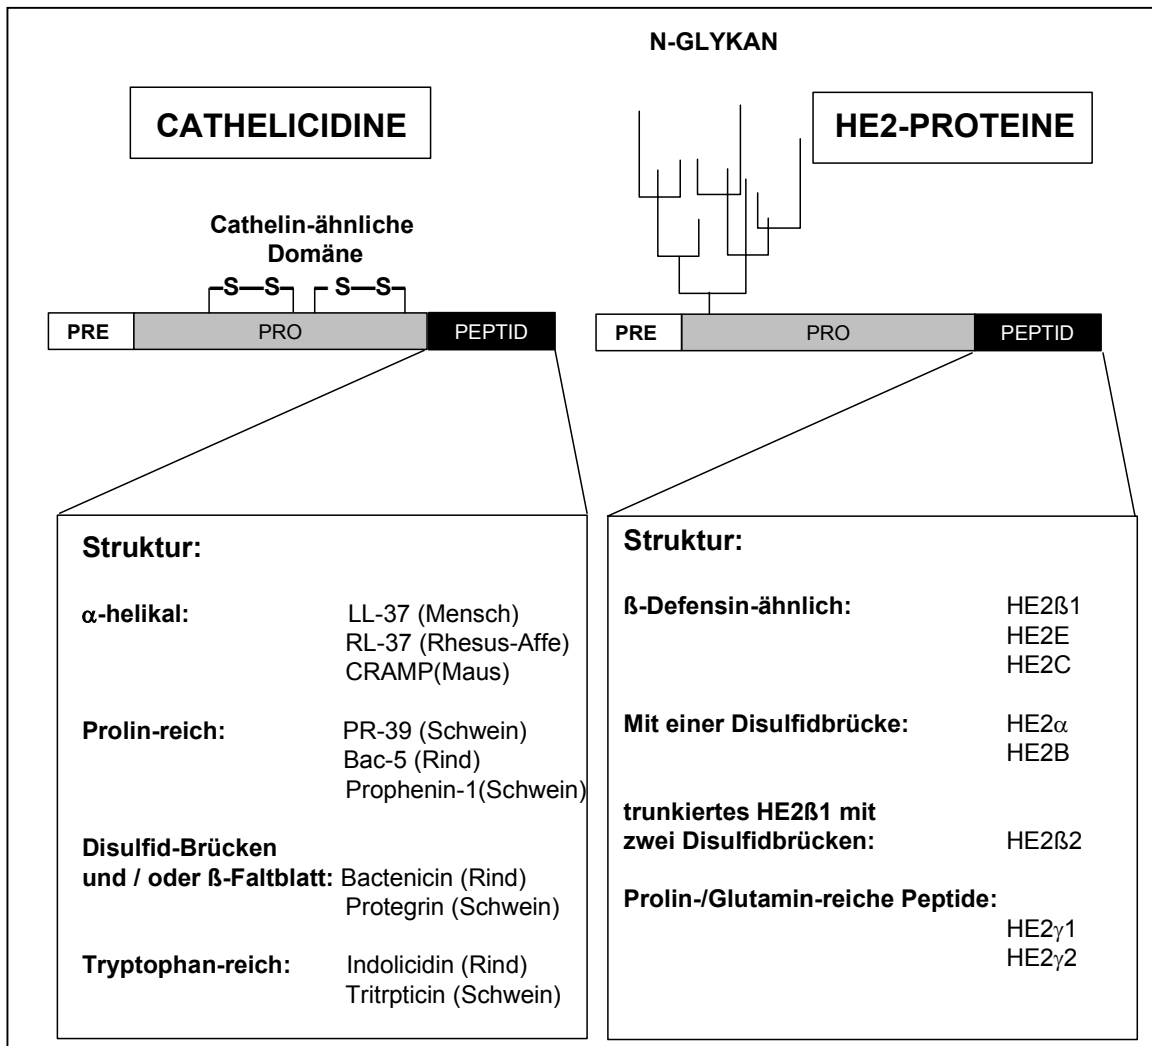 N-GLYKAN
CATHELICIDINE
HE2-PROTEINE
Cathelin-ähnliche
Domäne
S—S S—S
PRE PRO PEPTID
PRE PRO PEPTID
Struktur:
α-helikal: LL-37 (Mensch)
RL-37 (Rhesus-Affe)
CRAMP(Maus)
Prolin-reich: PR-39 (Schwein)
Bac-5 (Rind)
Prophenin-1(Schwein)
Disulfid-Brücken
und / oder ß-Faltblatt: Bactenicin (Rind)
Protegrin (Schwein)
Tryptophan-reich: Indolicidin (Rind)
Tritrpticin (Schwein)
Struktur:
ß-Defensin-ähnlich: HE2ß1
HE2E
HE2C
Mit einer Disulfidbrücke: HE2α
HE2B
trunkiertes HE2ß1 mit
zwei Disulfidbrücken: HE2ß2
Prolin-/Glutamin-reiche Peptide:
HE2γ1
HE2γ2